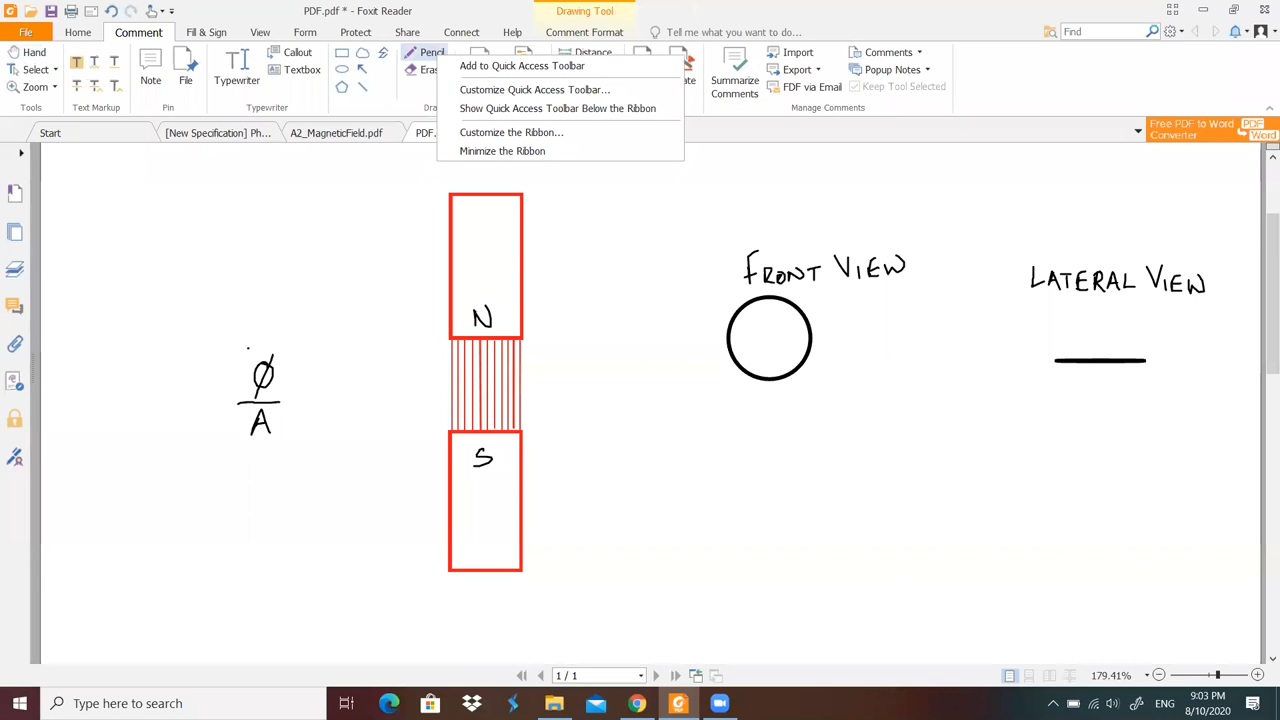 PDF.pdf * - Foxit Reader
Drawing Tool
File Home Comment Fill & Sign View Form Protect Share Connect Help Comment Format Tell me what you want to do... Find
Hand
Select
Zoom
Tools
T T T
T T T
Text Markup
Note
File
Pin
Typewriter
Callout
Textbox
Typewriter
Pencil
Distance
Summarize Comments
Import
Export
FDF via Email
Comments
Popup Notes
Keep Tool Selected
Manage Comments
Add to Quick Access Toolbar
Customize Quick Access Toolbar...
Show Quick Access Toolbar Below the Ribbon
Customize the Ribbon...
Minimize the Ribbon
Start
[New Specification] Ph...
A2_MagneticField.pdf
PDF.
Free PDF to Word Converter
PDF
Word
N
S
Ø
A
FRONT VIEW
LATERAL VIEW
1 / 1
179.41%
Type here to search
ENG
9:03 PM
8/10/2020